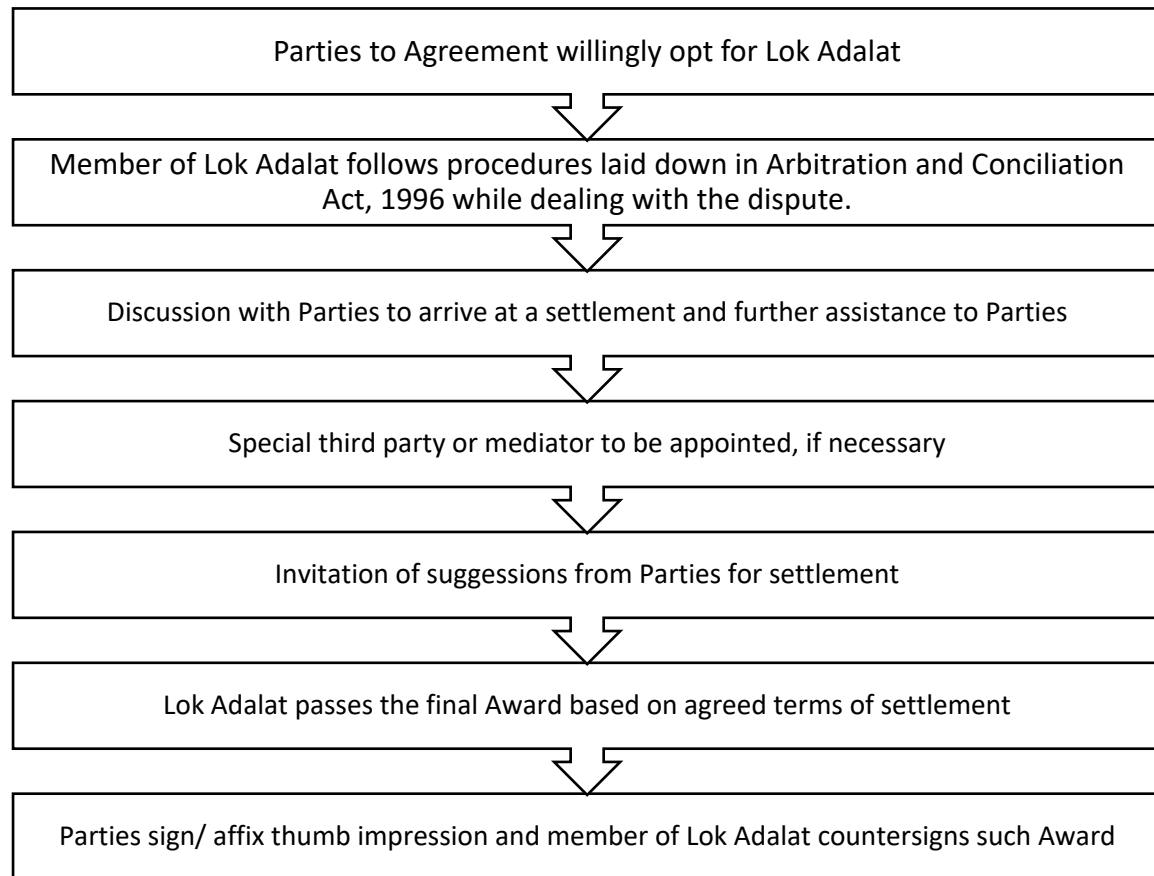 Parties to Agreement willingly opt for Lok Adalat
Member of Lok Adalat follows procedures laid down in Arbitration and Conciliation
Act, 1996 while dealing with the dispute.
Discussion with Parties to arrive at a settlement and further assistance to Parties
Special third party or mediator to be appointed, if necessary
Invitation of suggessions from Parties for settlement
Lok Adalat passes the final Award based on agreed terms of settlement
Parties sign/ affix thumb impression and member of Lok Adalat countersigns such Award